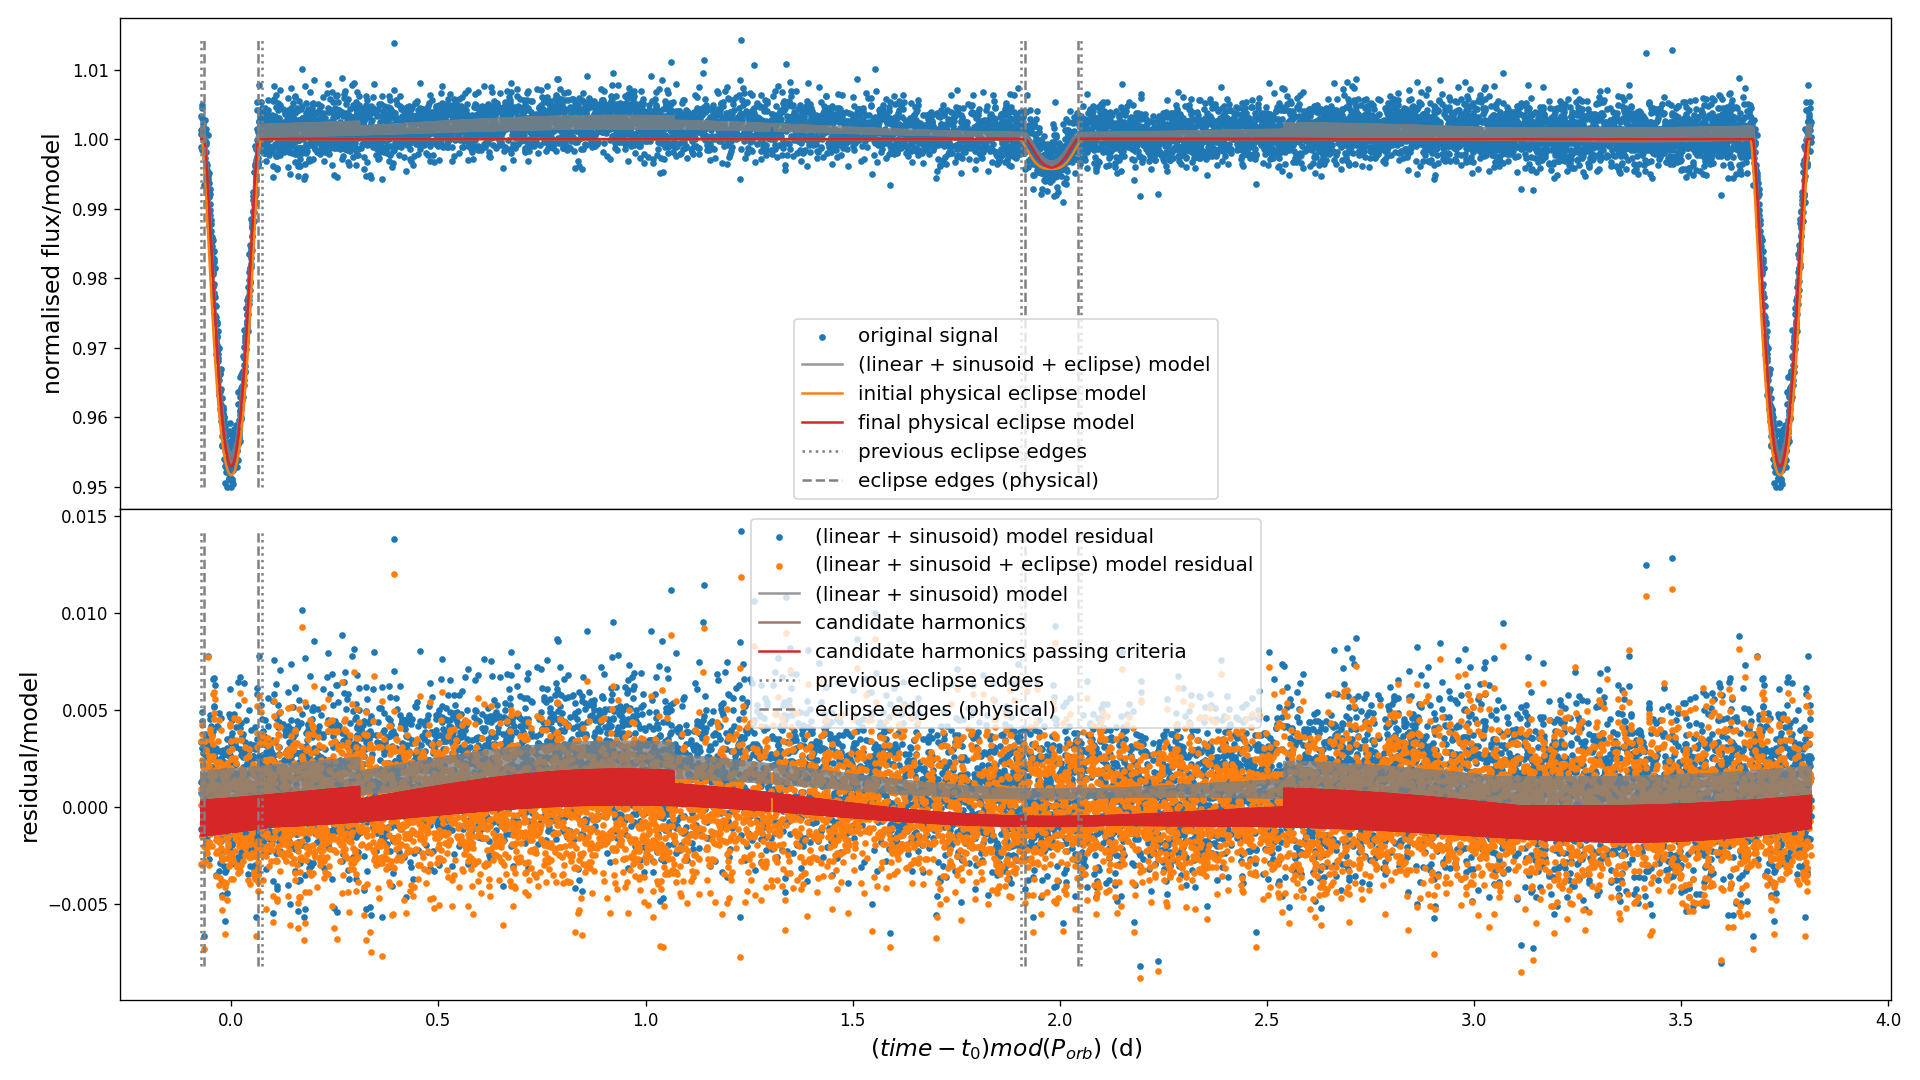 normalised flux/model
1.01
1.00
0.99
0.98
0.97
0.96
0.95
original signal
(linear + sinusoid + eclipse) model
initial physical eclipse model
final physical eclipse model
previous eclipse edges
eclipse edges (physical)
residual/model
0.015
0.010
0.005
0.000
−0.005
(linear + sinusoid) model residual
(linear + sinusoid + eclipse) model residual
(linear + sinusoid) model
candidate harmonics
candidate harmonics passing criteria
previous eclipse edges
eclipse edges (physical)
0.0 0.5 1.0 1.5 2.0 2.5 3.0 3.5 4.0
(time − t₀)mod(Pₒᵣb) (d)